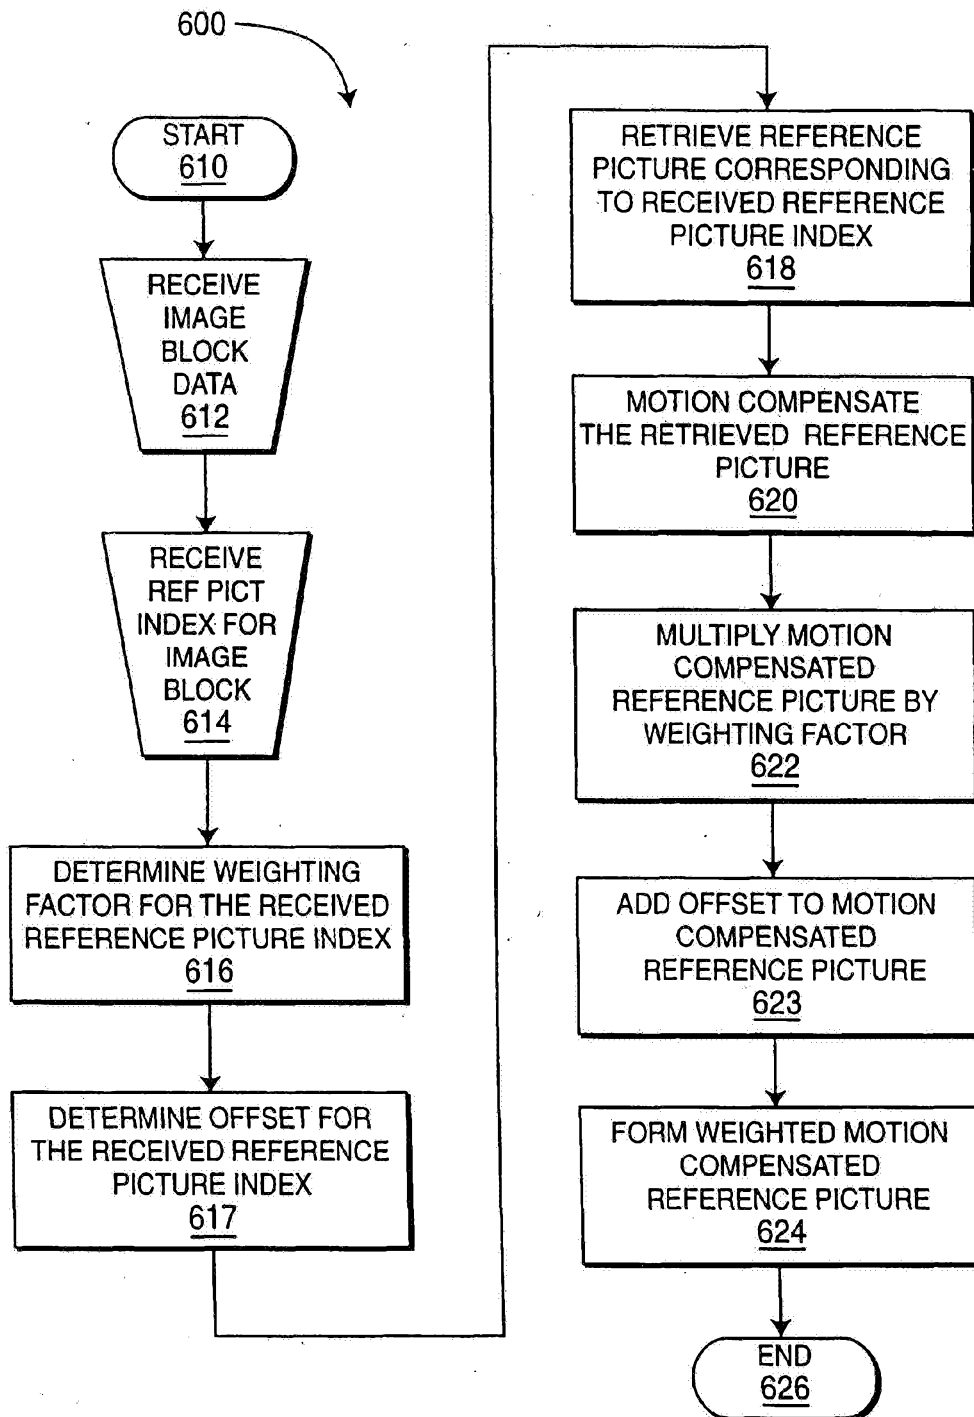 600
START
610
RECEIVE
IMAGE
BLOCK
DATA
612
RECEIVE
REF PICT
INDEX FOR
IMAGE
BLOCK
614
DETERMINE WEIGHTING
FACTOR FOR THE RECEIVED
REFERENCE PICTURE INDEX
616
DETERMINE OFFSET FOR
THE RECEIVED REFERENCE
PICTURE INDEX
617
RETRIEVE REFERENCE
PICTURE CORRESPONDING
TO RECEIVED REFERENCE
PICTURE INDEX
618
MOTION COMPENSATE
THE RETRIEVED REFERENCE
PICTURE
620
MULTIPLY MOTION
COMPENSATED
REFERENCE PICTURE BY
WEIGHTING FACTOR
622
ADD OFFSET TO MOTION
COMPENSATED
REFERENCE PICTURE
623
FORM WEIGHTED MOTION
COMPENSATED
REFERENCE PICTURE
624
END
626